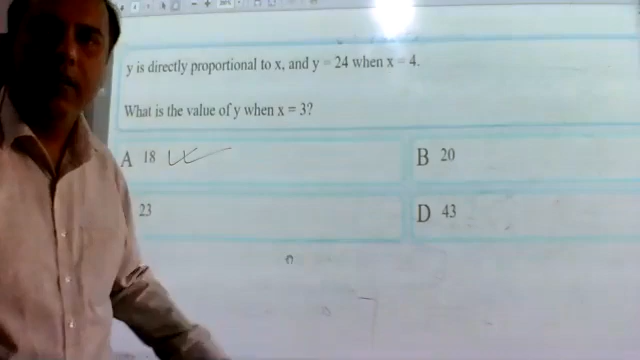 y is directly proportional to x, and y = 24 when x = 4.
What is the value of y when x = 3?
A 18
B 20
23
D 43